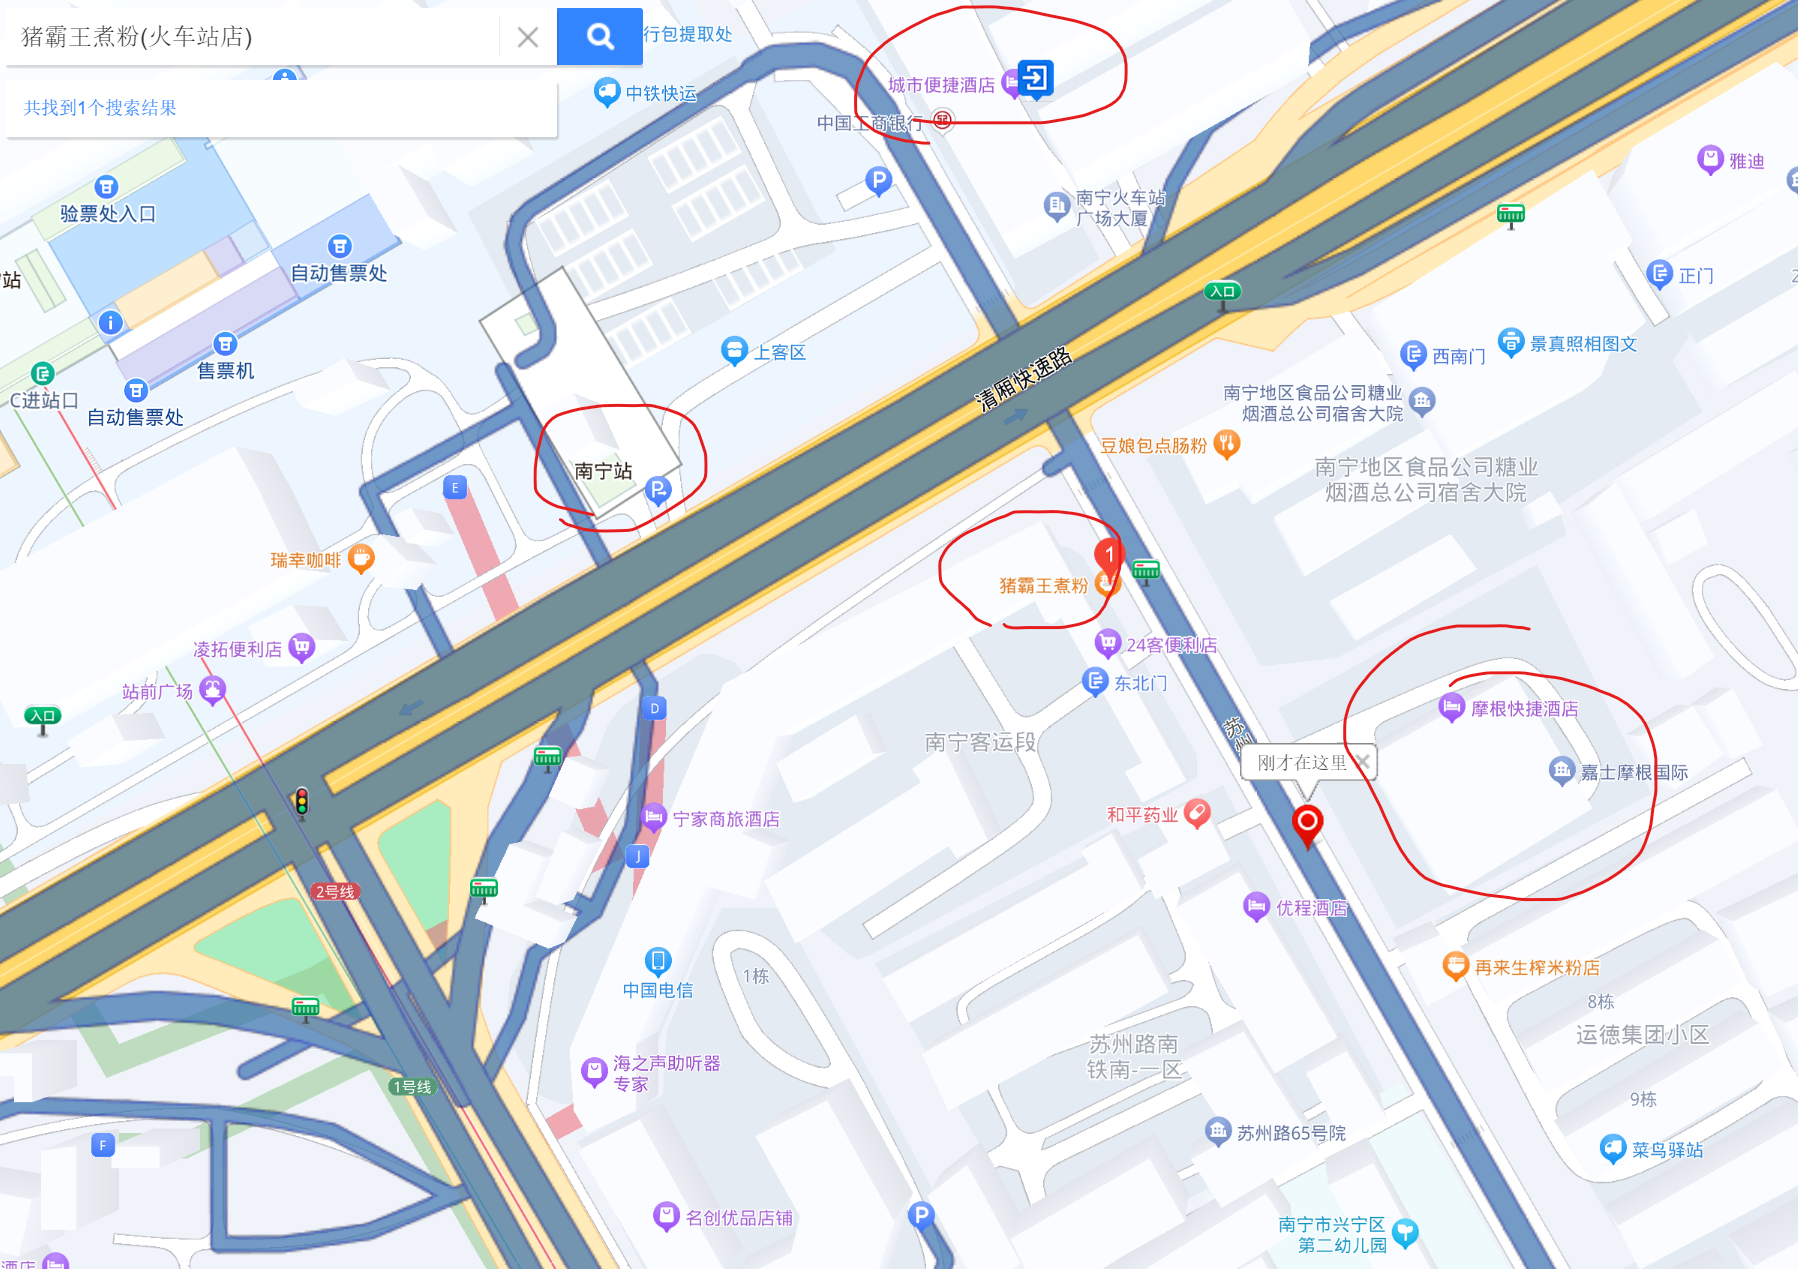 猪霸王煮粉(火车站店)
行包提取处
共找到1个搜索结果
中铁快运
城市便捷酒店
中国工商银行
P
雅迪
验票处入口
南宁火车站
广场大厦
自动售票处
站
正门
入口
售票机
上客区
清厢快速路
西南门
景真照相图文
C进站口
自动售票处
南宁地区食品公司糖业
烟酒总公司宿舍大院
豆娘包点肠粉
南宁站
P
E
南宁地区食品公司糖业
烟酒总公司宿舍大院
瑞幸咖啡
1
猪霸王煮粉
24客便利店
凌拓便利店
站前广场
东北门
入口
D
摩根快捷酒店
苏州
南宁客运段
刚才在这里
嘉士摩根国际
宁家商旅酒店
和平药业
J
2号线
优程酒店
中国电信
1栋
再来生榨米粉店
8栋
运德集团小区
苏州路南
铁南-一区
海之声助听器
专家
1号线
9栋
F
苏州路65号院
菜鸟驿站
名创优品店铺
P
南宁市兴宁区
第二幼儿园
酒店